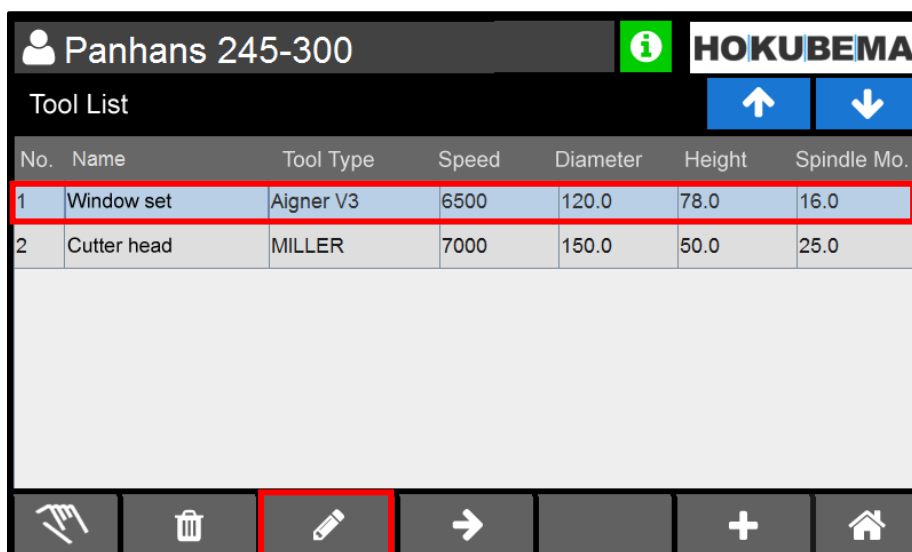 Panhans 245-300 HOKUBEMA
Tool List
No. Name Tool Type Speed Diameter Height Spindle Mo.
1 Window set Aigner V3 6500 120.0 78.0 16.0
2 Cutter head MILLER 7000 150.0 50.0 25.0